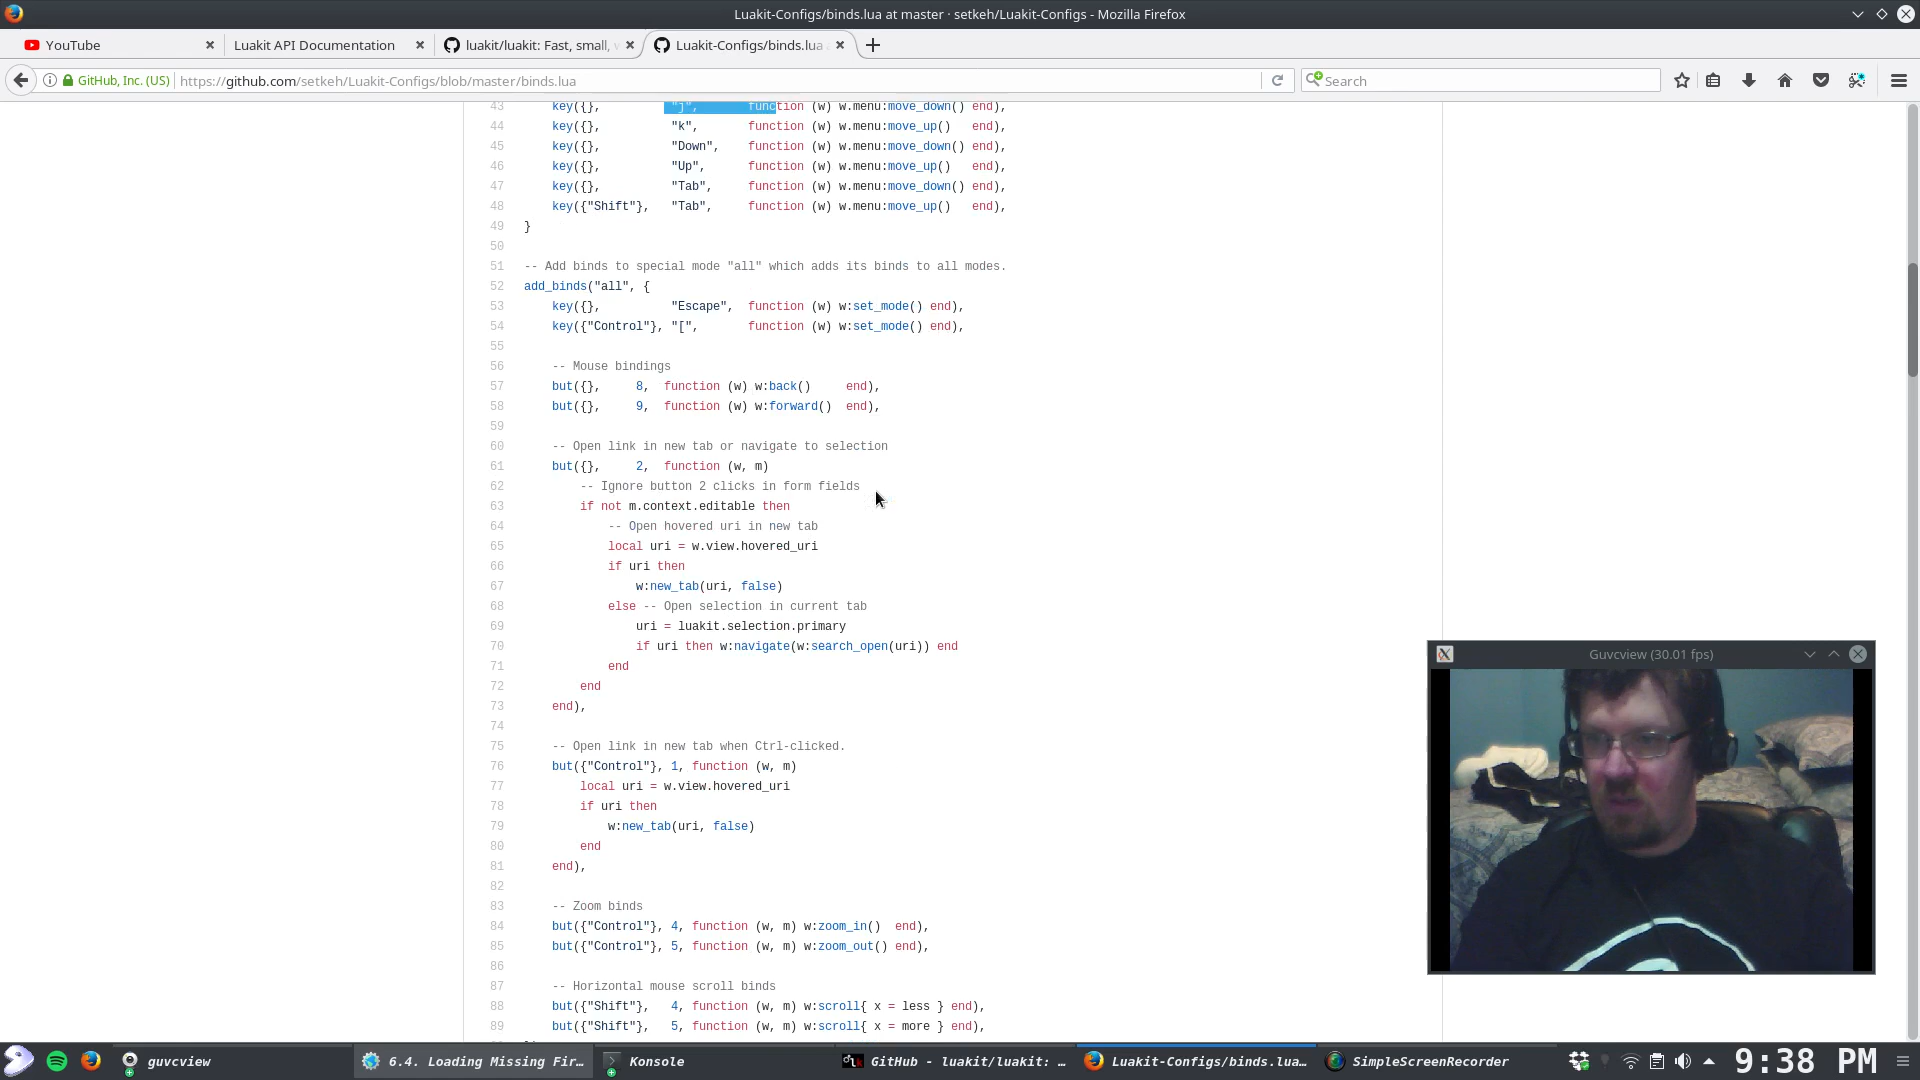 Luakit-Configs/binds.lua at master · setkeh/Luakit-Configs - Mozilla Firefox
YouTube
Luakit API Documentation
luakit/luakit: Fast, small,
Luakit-Configs/binds.lua
GitHub, Inc. (US)
https://github.com/setkeh/Luakit-Configs/blob/master/binds.lua
Search
43 key({}, "j", function (w) w.menu:move_down() end),
44 key({}, "k", function (w) w.menu:move_up() end),
45 key({}, "Down", function (w) w.menu:move_down() end),
46 key({}, "Up", function (w) w.menu:move_up() end),
47 key({}, "Tab", function (w) w.menu:move_down() end),
48 key({"Shift"}, "Tab", function (w) w.menu:move_up() end),
49 }
50
51 -- Add binds to special mode "all" which adds its binds to all modes.
52 add_binds("all", {
53 key({}, "Escape", function (w) w:set_mode() end),
54 key({"Control"}, "[", function (w) w:set_mode() end),
55
56 -- Mouse bindings
57 but({}, 8, function (w) w:back() end),
58 but({}, 9, function (w) w:forward() end),
59
60 -- Open link in new tab or navigate to selection
61 but({}, 2, function (w, m)
62 -- Ignore button 2 clicks in form fields
63 if not m.context.editable then
64 -- Open hovered uri in new tab
65 local uri = w.view.hovered_uri
66 if uri then
67 w:new_tab(uri, false)
68 else -- Open selection in current tab
69 uri = luakit.selection.primary
70 if uri then w:navigate(w:search_open(uri)) end
71 end
72 end
73 end),
74
75 -- Open link in new tab when Ctrl-clicked.
76 but({"Control"}, 1, function (w, m)
77 local uri = w.view.hovered_uri
78 if uri then
79 w:new_tab(uri, false)
80 end
81 end),
82
83 -- Zoom binds
84 but({"Control"}, 4, function (w, m) w:zoom_in() end),
85 but({"Control"}, 5, function (w, m) w:zoom_out() end),
86
87 -- Horizontal mouse scroll binds
88 but({"Shift"}, 4, function (w, m) w:scroll{ x = less } end),
89 but({"Shift"}, 5, function (w, m) w:scroll{ x = more } end),
Guvcview (30.01 fps)
guvcview
6.4. Loading Missing Fir...
Konsole
GitHub - luakit/luakit: ...
Luakit-Configs/binds.lua...
SimpleScreenRecorder
9:38 PM